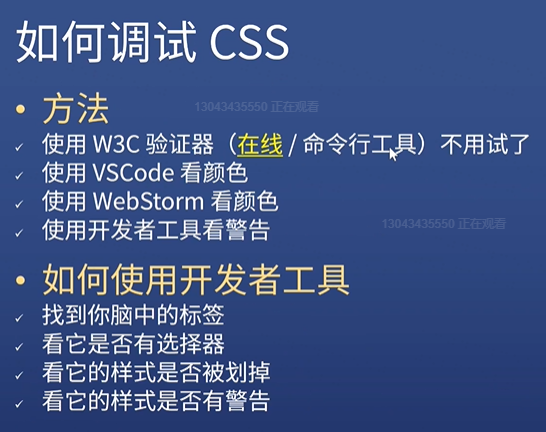 如何调试 CSS
13043435550 正在观看
• 方法
✓ 使用 W3C 验证器（在线 / 命令行工具）不用试了
✓ 使用 VSCode 看颜色
✓ 使用 WebStorm 看颜色
13043435550 正在观看
✓ 使用开发者工具看警告
• 如何使用开发者工具
✓ 找到你脑中的标签
✓ 看它是否有选择器
✓ 看它的样式是否被划掉
✓ 看它的样式是否有警告